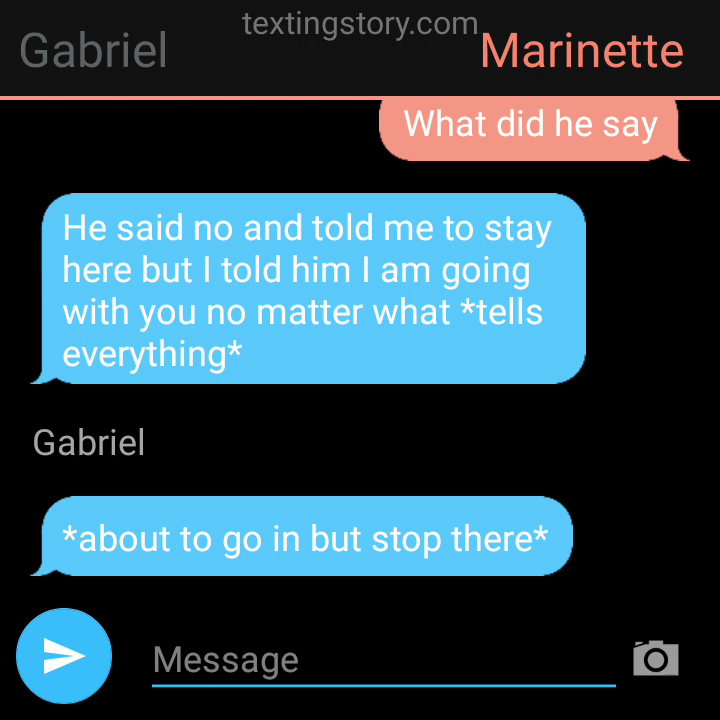 textingstory.com
Gabriel
Marinette
What did he say
He said no and told me to stay
here but I told him I am going
with you no matter what *tells
everything*
Gabriel
*about to go in but stop there*
Message